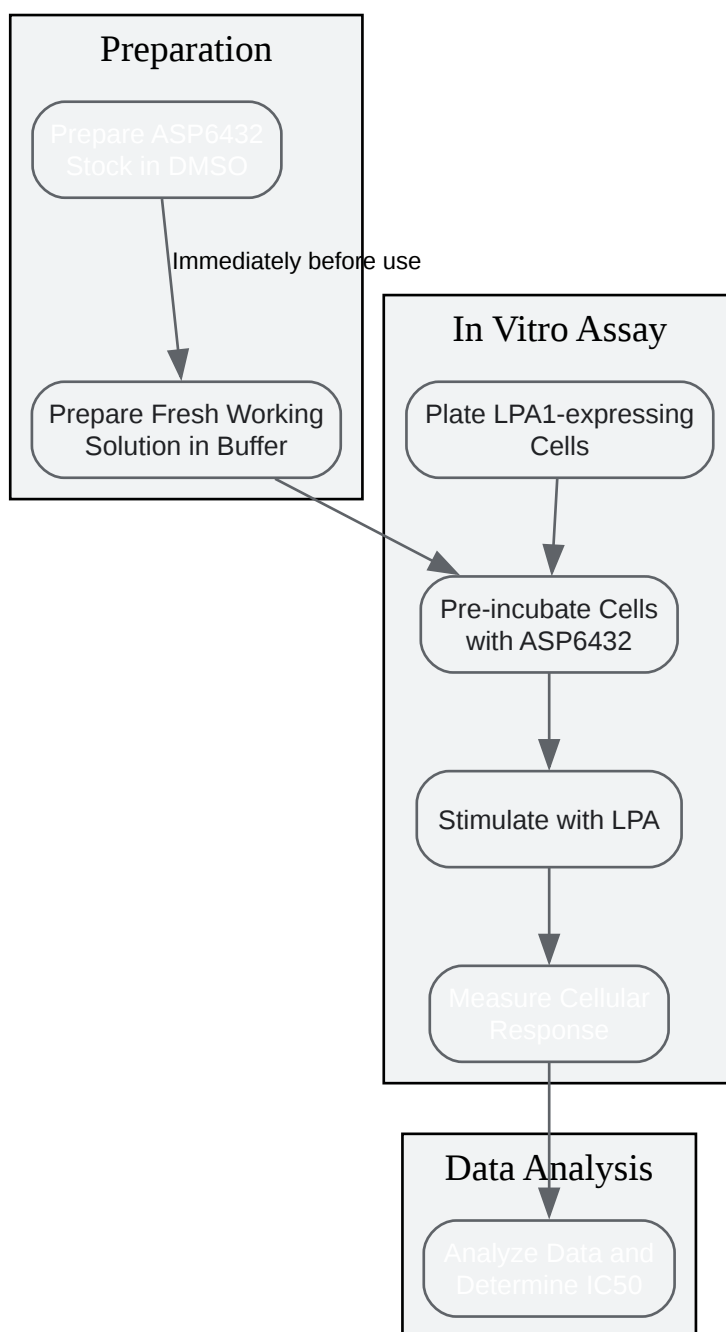 Preparation
Prepare ASP6432
Stock in DMSO
Immediately before use
Prepare Fresh Working
Solution in Buffer
In Vitro Assay
Plate LPA1-expressing
Cells
Pre-incubate Cells
with ASP6432
Stimulate with LPA
Measure Cellular
Response
Data Analysis
Analyze Data and
Determine IC50